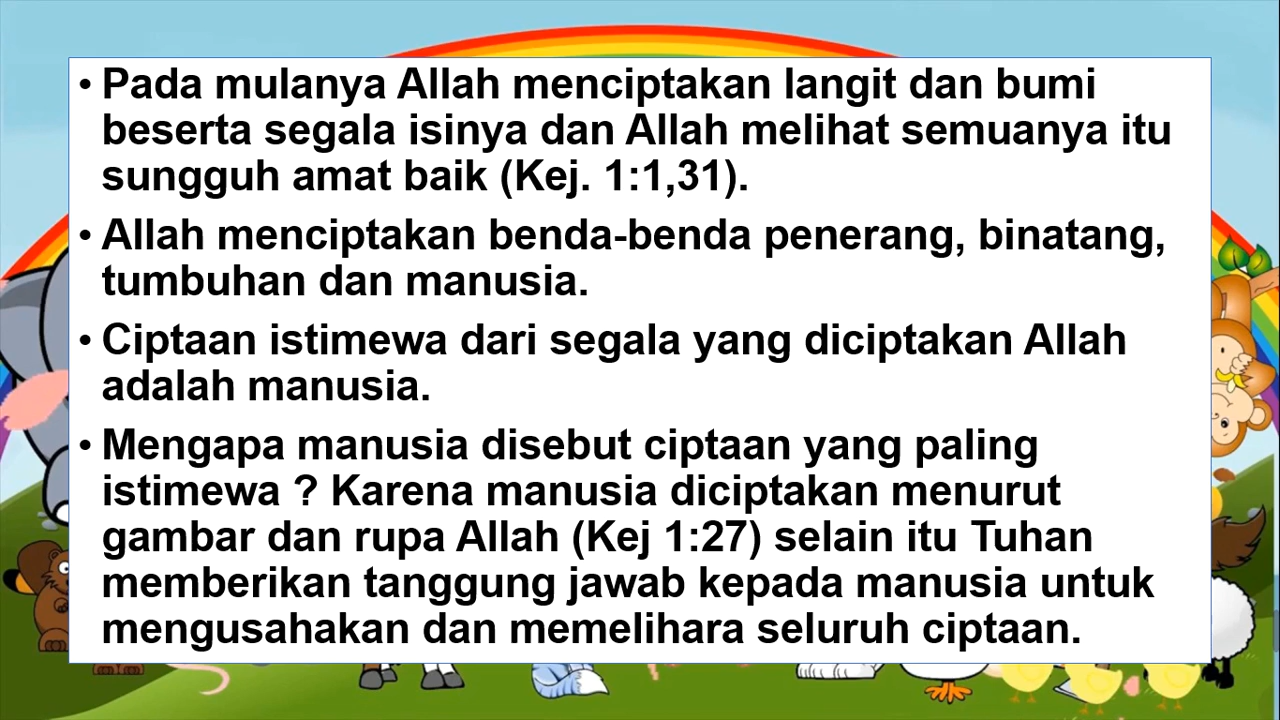 • Pada mulanya Allah menciptakan langit dan bumi
beserta segala isinya dan Allah melihat semuanya itu
sungguh amat baik (Kej. 1:1,31).
• Allah menciptakan benda-benda penerang, binatang,
tumbuhan dan manusia.
• Ciptaan istimewa dari segala yang diciptakan Allah
adalah manusia.
• Mengapa manusia disebut ciptaan yang paling
istimewa ? Karena manusia diciptakan menurut
gambar dan rupa Allah (Kej 1:27) selain itu Tuhan
memberikan tanggung jawab kepada manusia untuk
mengusahakan dan memelihara seluruh ciptaan.